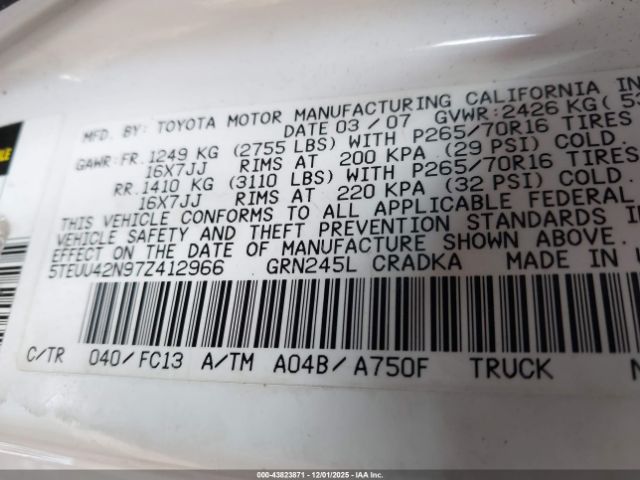 MFD. BY: TOYOTA MOTOR MANUFACTURING CALIFORNIA IN
DATE 03 / 07 GVWR: 2426 KG ( 5
GAWR: FR. 1249 KG (2755 LBS) WITH P265/70R16 TIRES
16X7JJ RIMS AT 200 KPA (29 PSI) COLD.
RR. 1410 KG (3110 LBS) WITH P265/70R16 TIRES
16X7JJ RIMS AT 220 KPA (32 PSI) COLD.
THIS VEHICLE CONFORMS TO ALL APPLICABLE FEDERAL
VEHICLE SAFETY AND THEFT PREVENTION STANDARDS IN
EFFECT ON THE DATE OF MANUFACTURE SHOWN ABOVE.
5TEUU42N97Z412966 GRN245L CRADKA
C/TR 040/FC13 A/TM A04B/A750F TRUCK
000-43823871 12/01/2025 IAAI.com